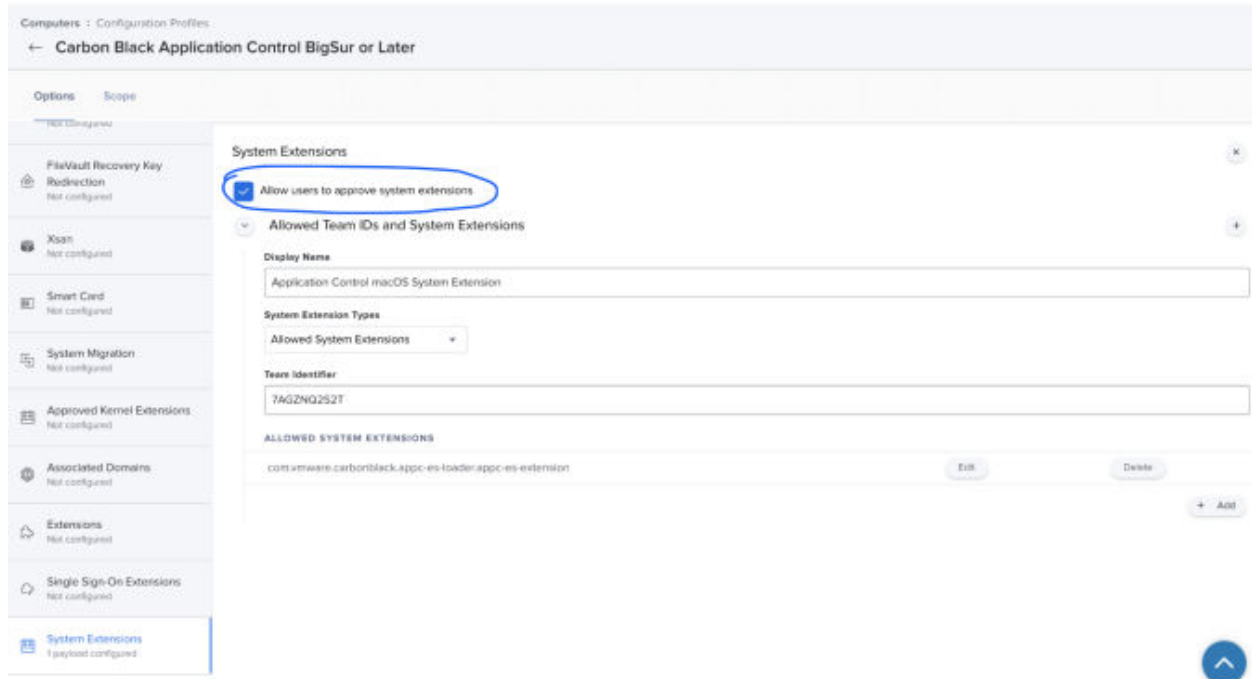 Computers : Configuration Profiles
← Carbon Black Application Control BigSur or Later
Options Scope
Not configured
FileVault Recovery Key
Redirection
Not configured
Xsan
Not configured
Smart Card
Not configured
System Migration
Not configured
Approved Kernel Extensions
Not configured
Associated Domains
Not configured
Extensions
Not configured
Single Sign-On Extensions
Not configured
System Extensions
1 payload configured
System Extensions
Allow users to approve system extensions
Allowed Team IDs and System Extensions
Display Name
Application Control macOS System Extension
System Extension Types
Allowed System Extensions
Team Identifier
7AGZNQ2S2T
ALLOWED SYSTEM EXTENSIONS
com.vmware.carbonblack.appc-es-loader.appc-es-extension
Edit Delete
+ Add